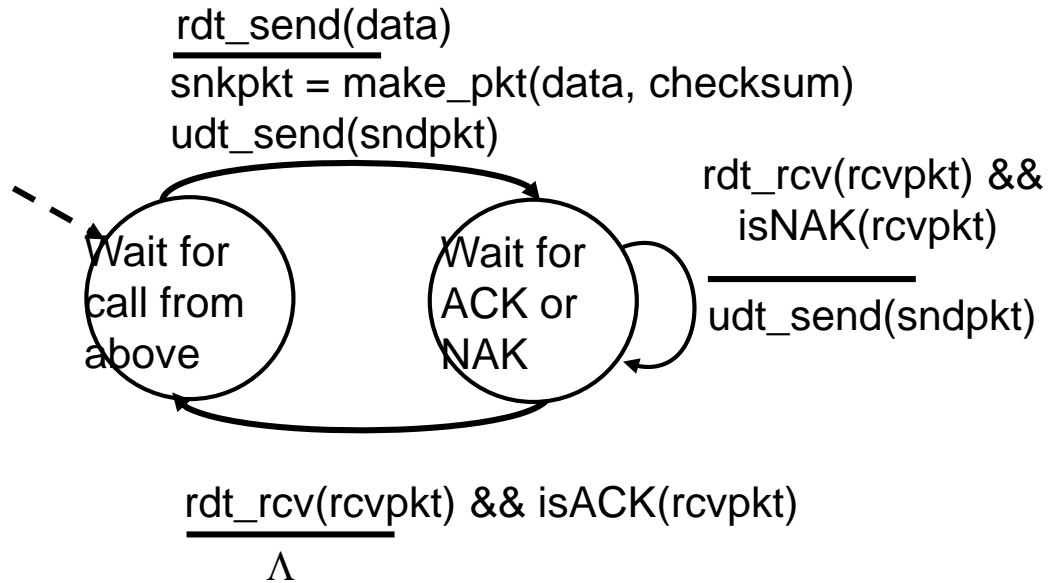 rdt_send(data)
snkpkt = make_pkt(data, checksum)
udt_send(sndpkt)
rdt_rcv(rcvpkt) &&
isNAK(rcvpkt)
udt_send(sndpkt)
Wait for
call from
above
Wait for
ACK or
NAK
rdt_rcv(rcvpkt) && isACK(rcvpkt)
Λ